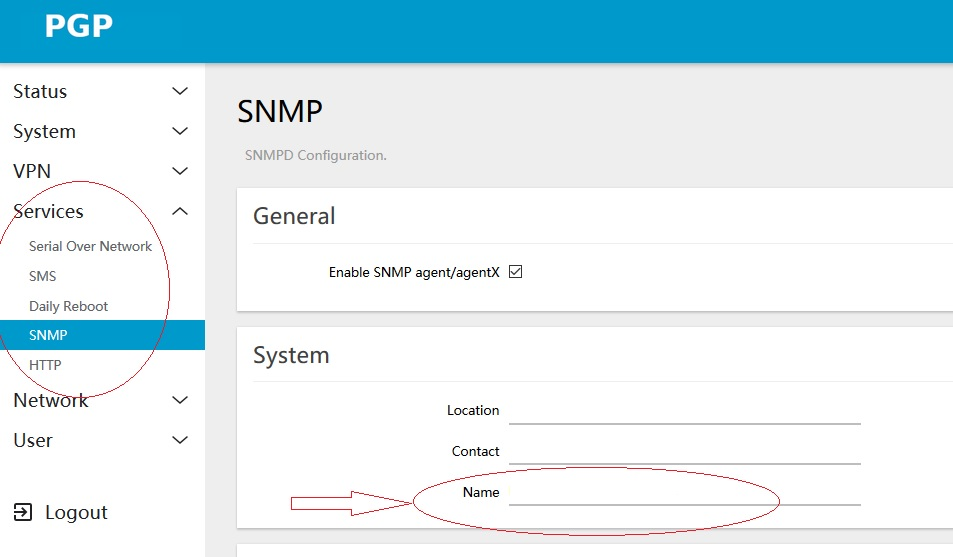 PGP
Status
System
VPN
Services
Serial Over Network
SMS
Daily Reboot
SNMP
HTTP
Network
User
Logout
SNMP
SNMPD Configuration.
General
Enable SNMP agent/agentX
System
Location
Contact
Name